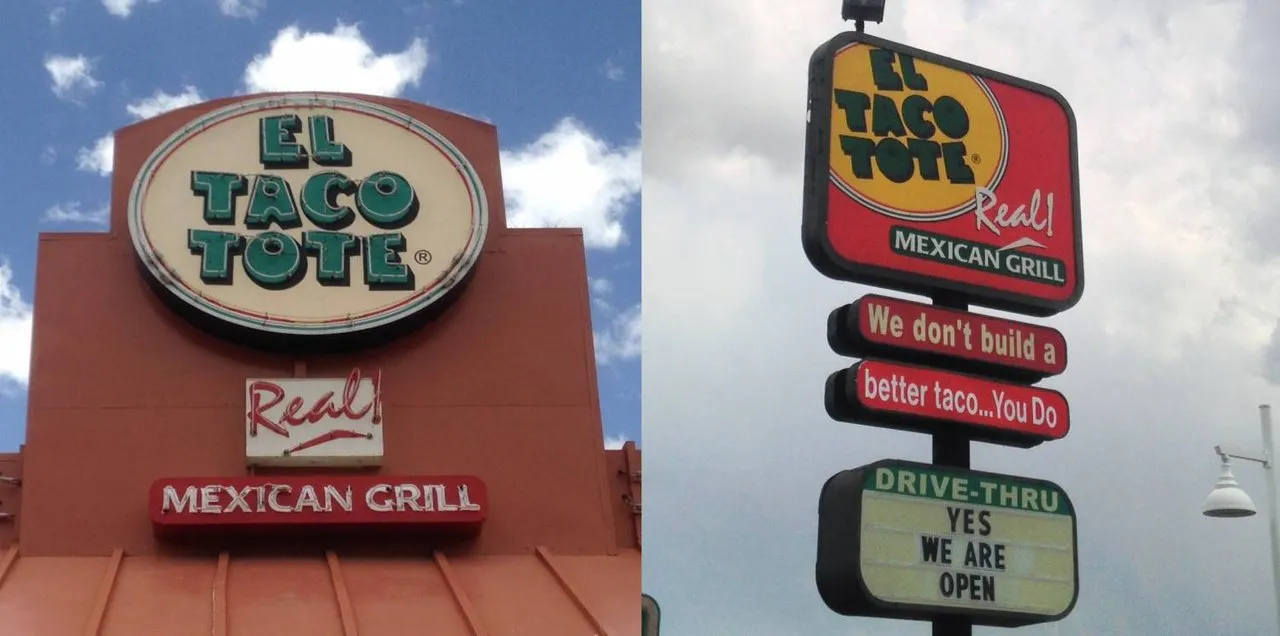 EL
TACO
TOTE®
Real!
MEXICAN GRILL
EL
TACO
TOTE®
Real!
MEXICAN GRILL
We don't build a
better taco...You Do
DRIVE-THRU
YES
WE ARE
OPEN